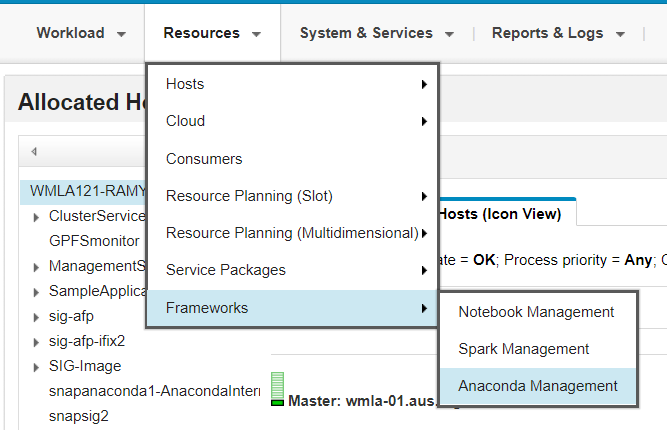 Workload
Resources
System & Services
Reports & Logs
Allocated Ho
Hosts
Cloud
Consumers
Resource Planning (Slot)
Resource Planning (Multidimensional)
Service Packages
Frameworks
Notebook Management
Spark Management
Anaconda Management
WMLA121-RAMY
ClusterService
GPFSmonitor
ManagementS
SampleApplica
sig-afp
sig-afp-ifix2
SIG-Image
snapanaconda1-AnacondaIntern
snapsig2
Hosts (Icon View)
ate = OK; Process priority = Any; C
Master: wmla-01.aus.